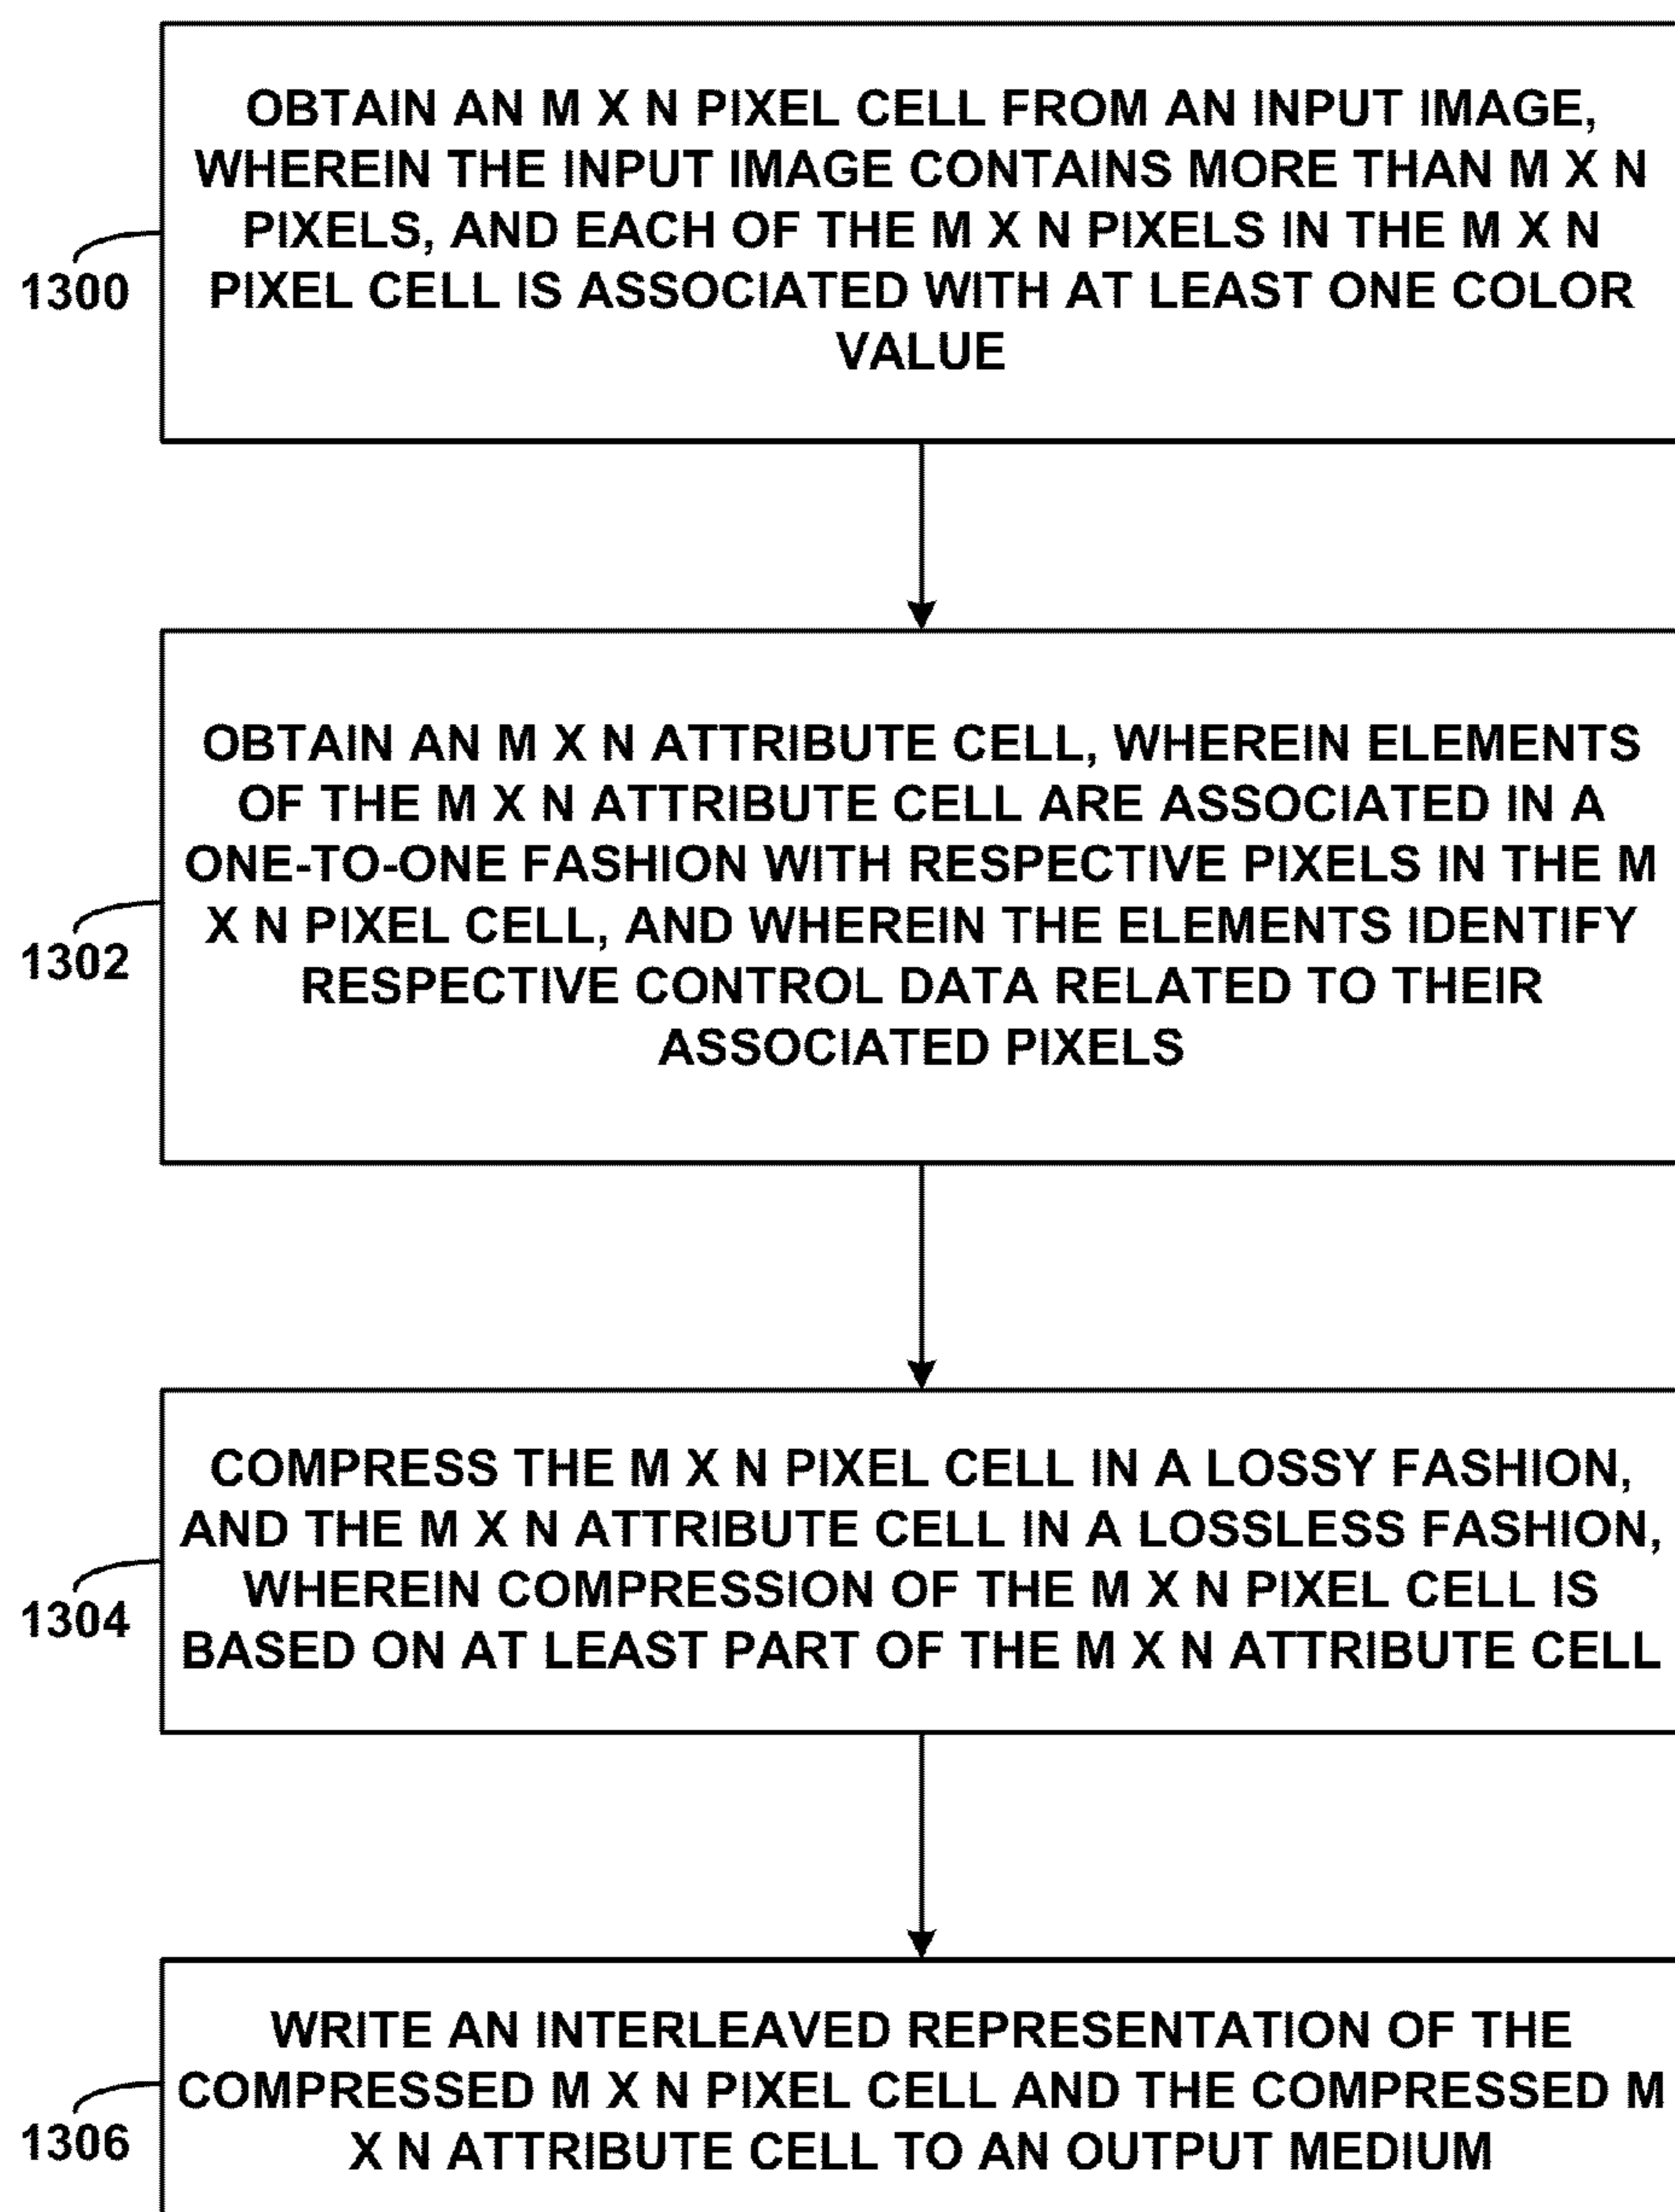 OBTAIN AN M X N PIXEL CELL FROM AN INPUT IMAGE,
WHEREIN THE INPUT IMAGE CONTAINS MORE THAN M X N
PIXELS, AND EACH OF THE M X N PIXELS IN THE M X N
PIXEL CELL IS ASSOCIATED WITH AT LEAST ONE COLOR
VALUE
1300
OBTAIN AN M X N ATTRIBUTE CELL, WHEREIN ELEMENTS
OF THE M X N ATTRIBUTE CELL ARE ASSOCIATED IN A
ONE-TO-ONE FASHION WITH RESPECTIVE PIXELS IN THE M
X N PIXEL CELL, AND WHEREIN THE ELEMENTS IDENTIFY
RESPECTIVE CONTROL DATA RELATED TO THEIR
ASSOCIATED PIXELS
1302
COMPRESS THE M X N PIXEL CELL IN A LOSSY FASHION,
AND THE M X N ATTRIBUTE CELL IN A LOSSLESS FASHION,
WHEREIN COMPRESSION OF THE M X N PIXEL CELL IS
BASED ON AT LEAST PART OF THE M X N ATTRIBUTE CELL
1304
WRITE AN INTERLEAVED REPRESENTATION OF THE
COMPRESSED M X N PIXEL CELL AND THE COMPRESSED M
X N ATTRIBUTE CELL TO AN OUTPUT MEDIUM
1306